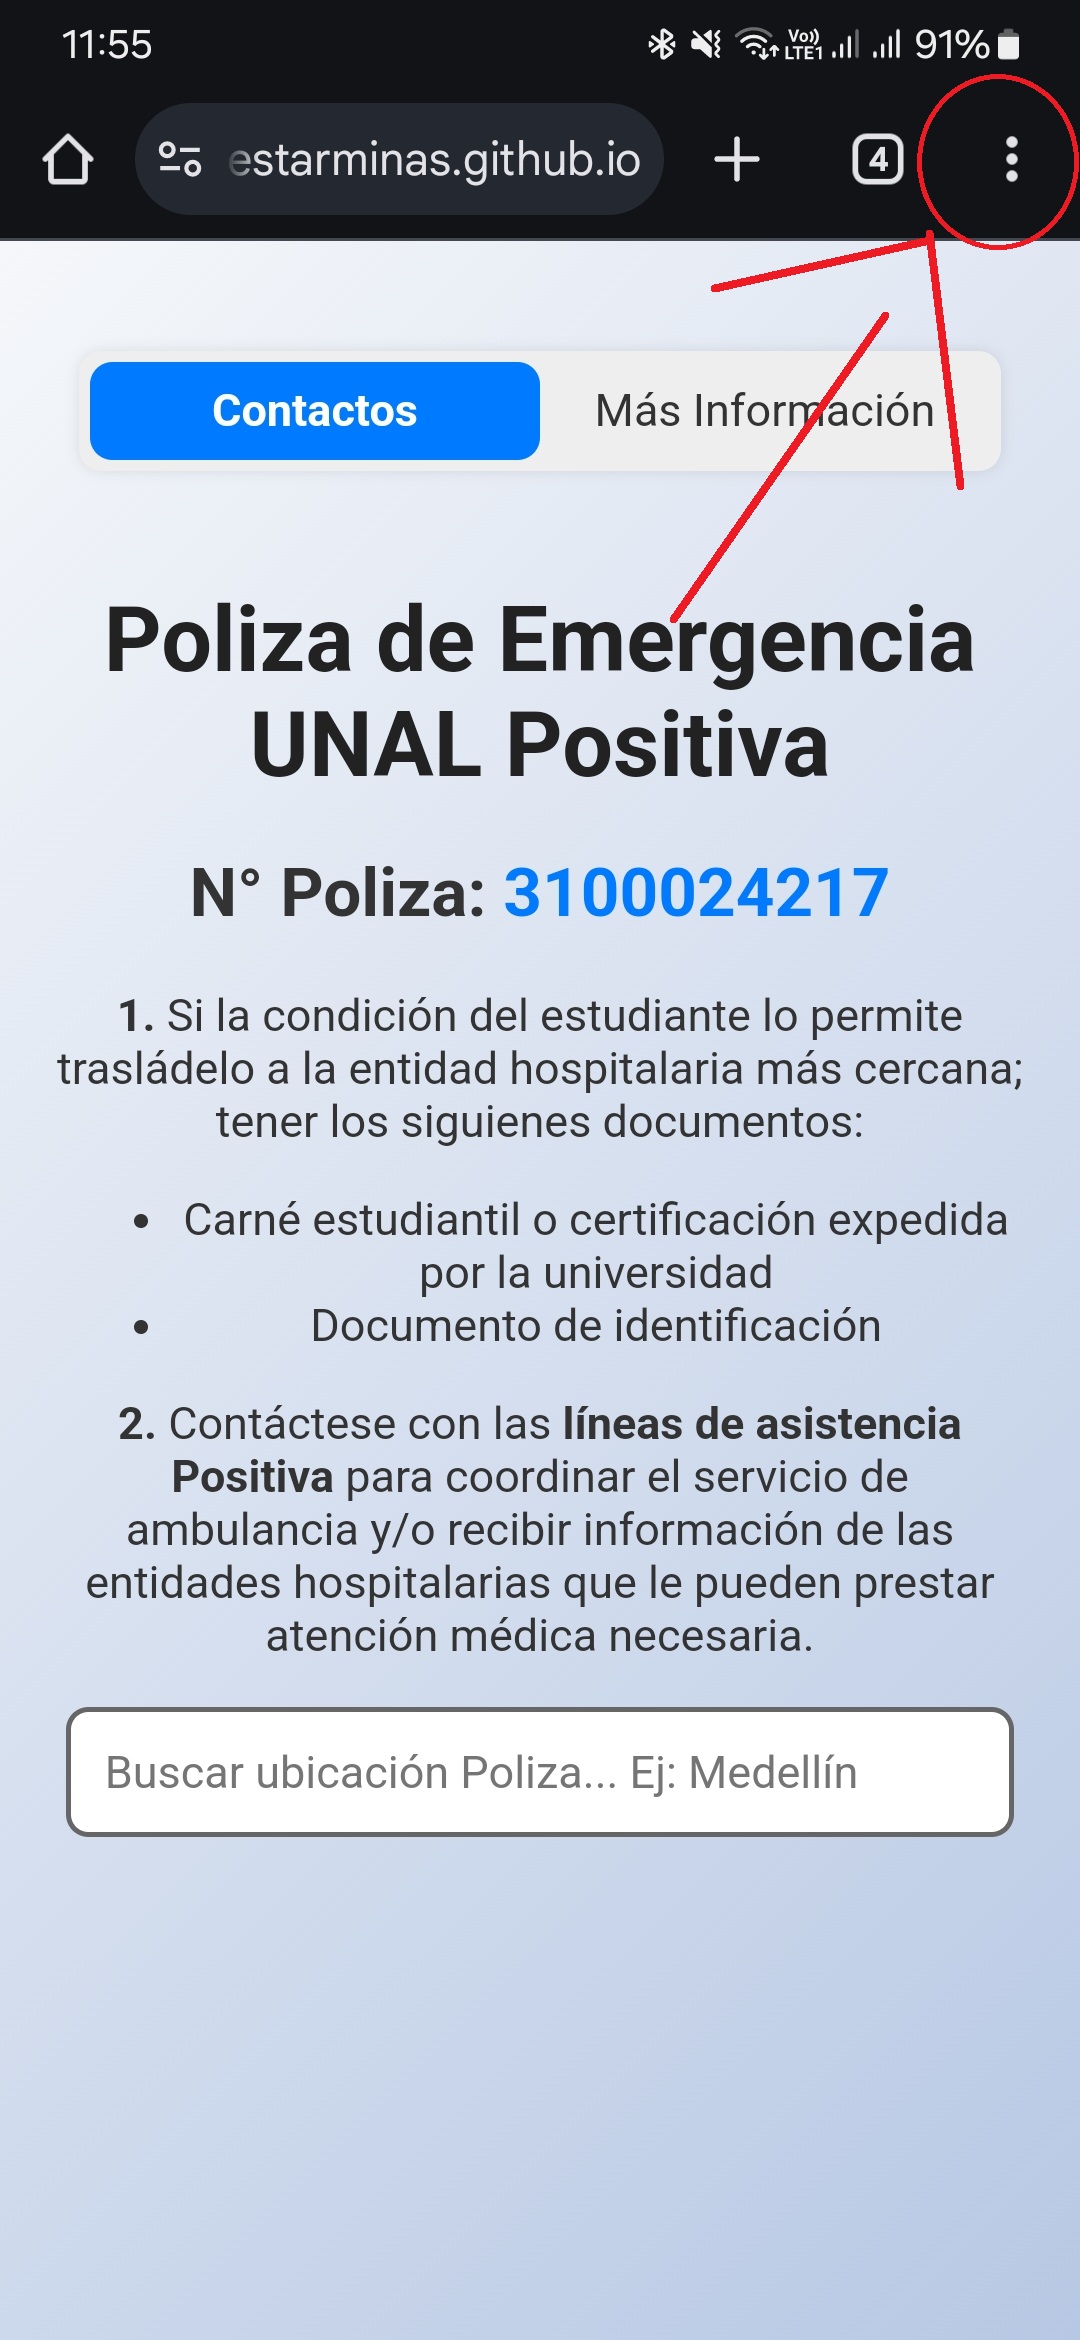 11:55
Vo)) LTE1 91%
estarminas.github.io
4
Contactos
Más Información
Poliza de Emergencia
UNAL Positiva
N° Poliza: 3100024217
1. Si la condición del estudiante lo permite
trasládelo a la entidad hospitalaria más cercana;
tener los siguienes documentos:
• Carné estudiantil o certificación expedida
por la universidad
• Documento de identificación
2. Contáctese con las líneas de asistencia
Positiva para coordinar el servicio de
ambulancia y/o recibir información de las
entidades hospitalarias que le pueden prestar
atención médica necesaria.
Buscar ubicación Poliza... Ej: Medellín